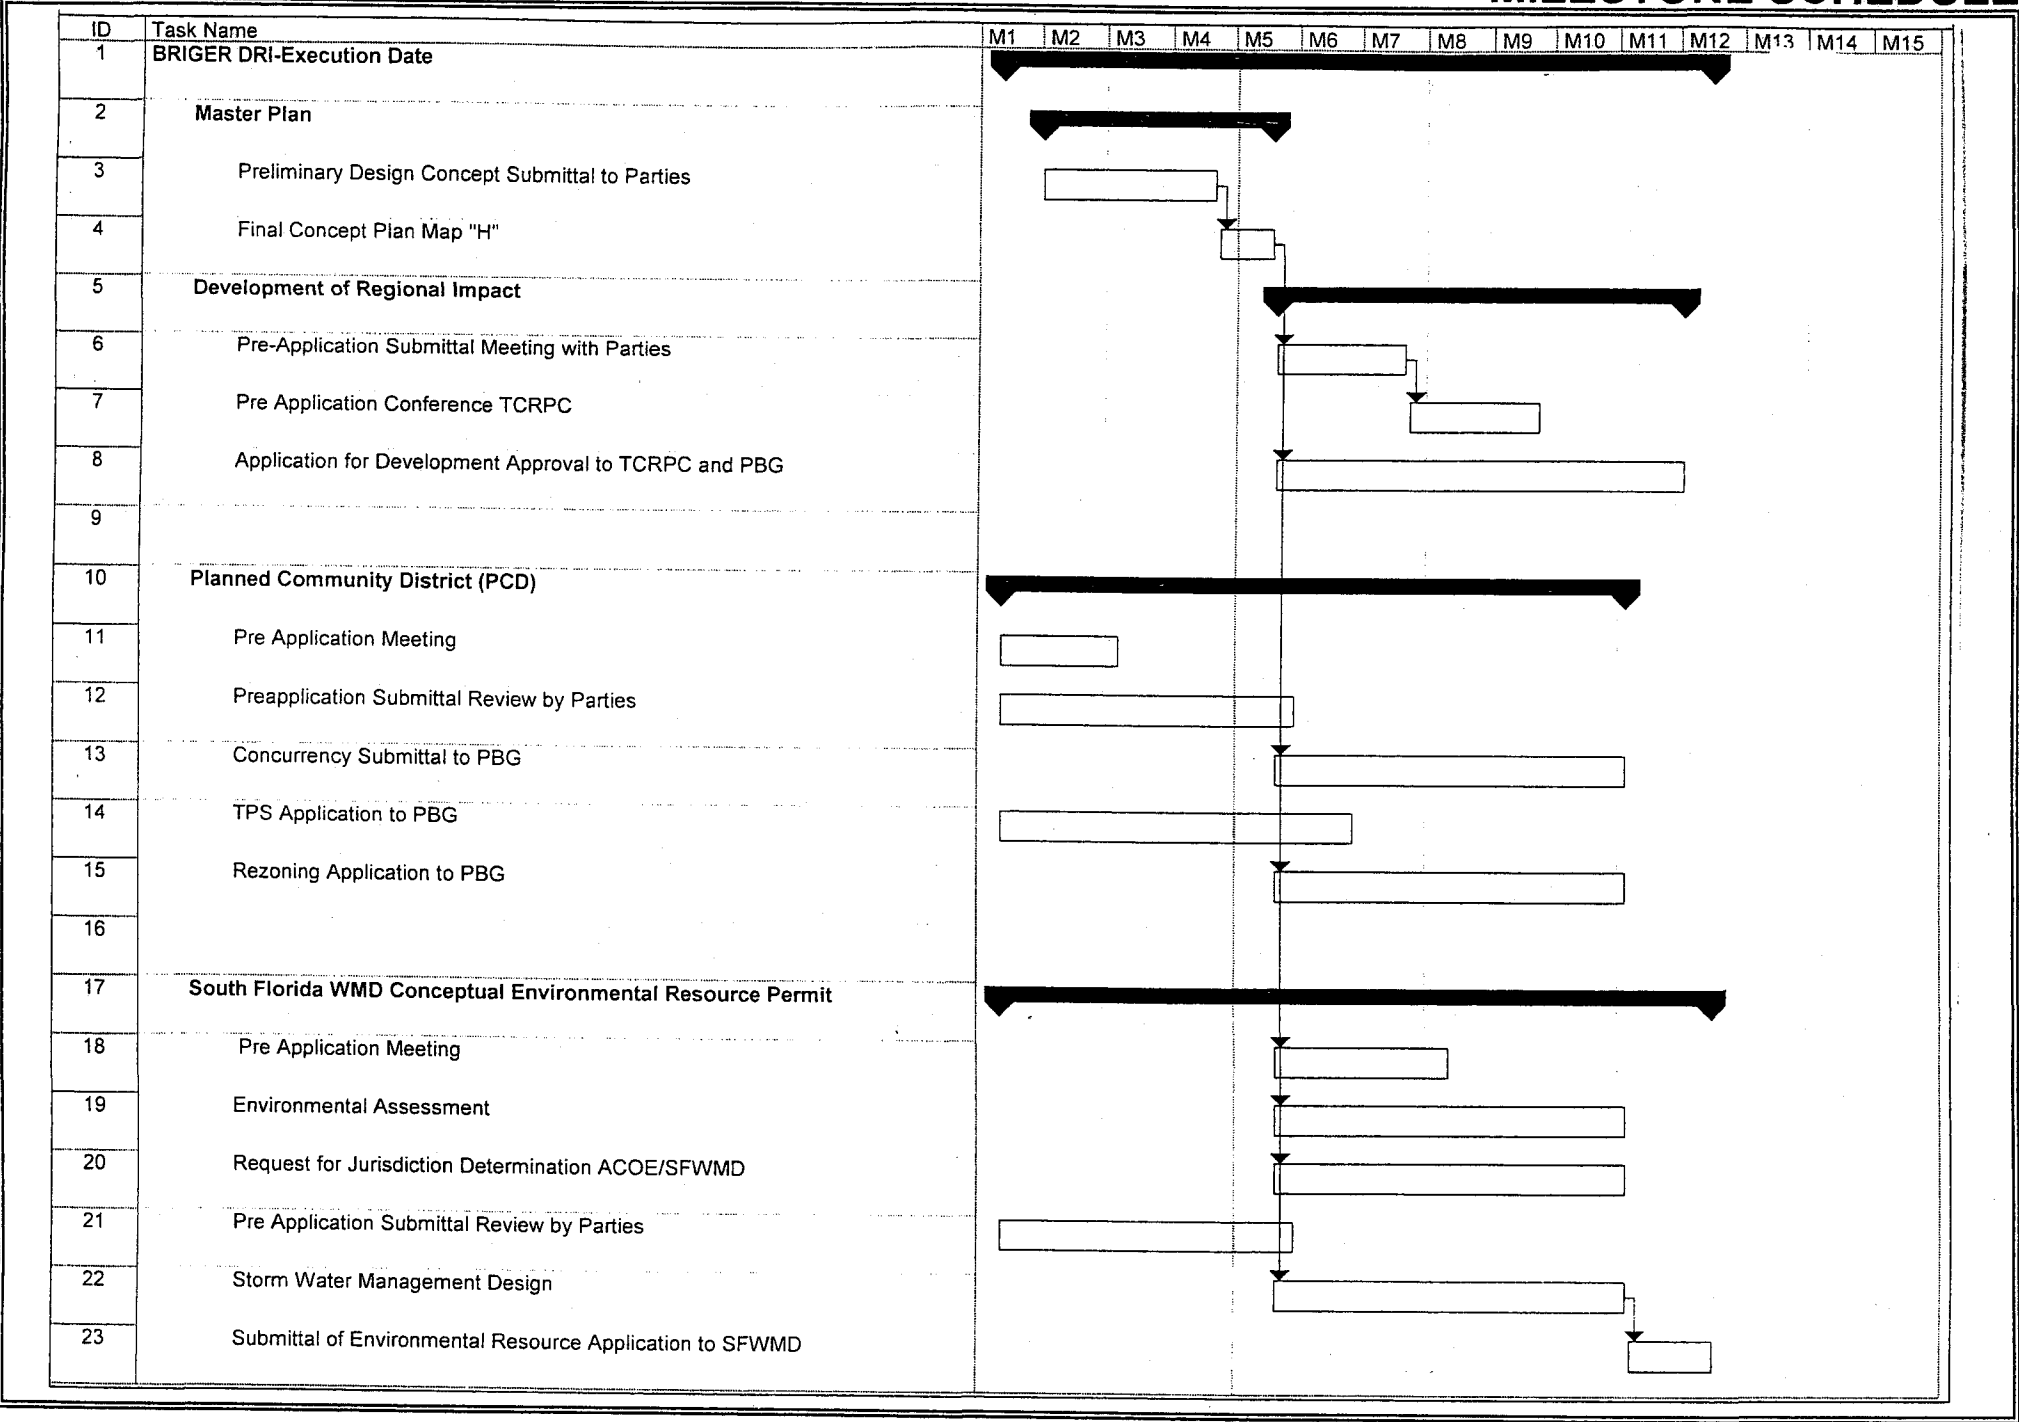 ID Task Name M1 M2 M3 M4 M5 M6 M7 M8 M9 M10 M11 M12 M13 M14 M15
1 BRIGER DRI-Execution Date
2 Master Plan
3 Preliminary Design Concept Submittal to Parties
4 Final Concept Plan Map "H"
5 Development of Regional Impact
6 Pre-Application Submittal Meeting with Parties
7 Pre Application Conference TCRPC
8 Application for Development Approval to TCRPC and PBG
9
10 Planned Community District (PCD)
11 Pre Application Meeting
12 Preapplication Submittal Review by Parties
13 Concurrency Submittal to PBG
14 TPS Application to PBG
15 Rezoning Application to PBG
16
17 South Florida WMD Conceptual Environmental Resource Permit
18 Pre Application Meeting
19 Environmental Assessment
20 Request for Jurisdiction Determination ACOE/SFWMD
21 Pre Application Submittal Review by Parties
22 Storm Water Management Design
23 Submittal of Environmental Resource Application to SFWMD